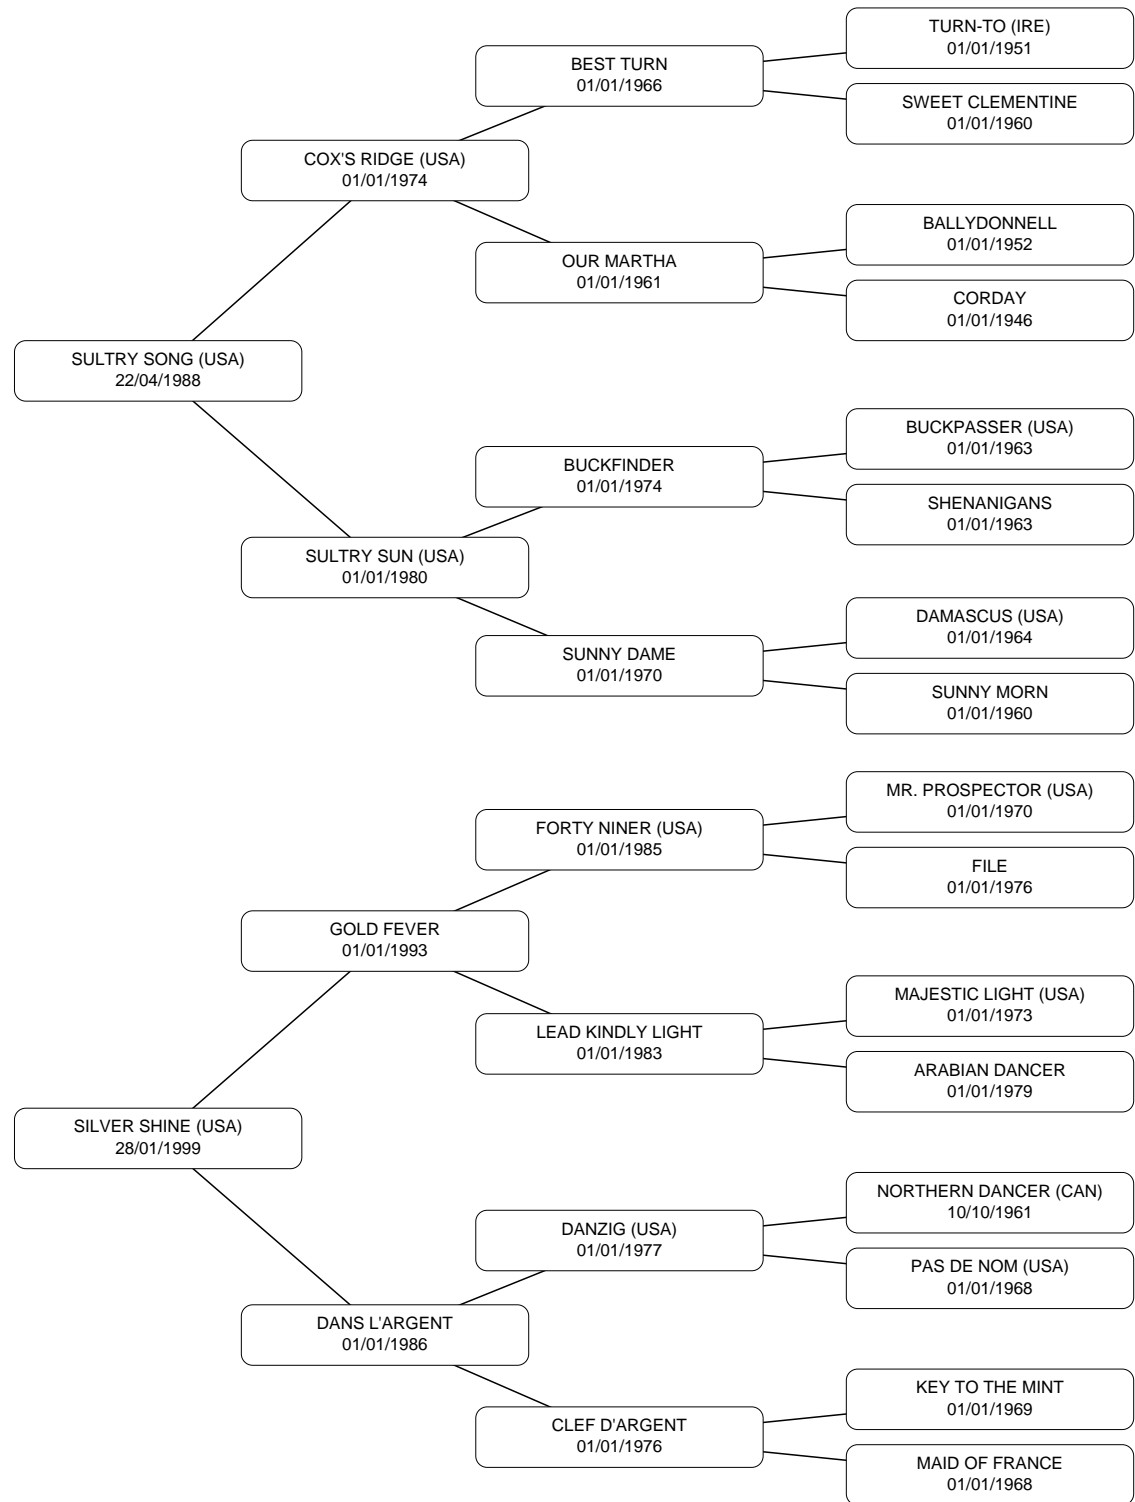 TURN-TO (IRE)
01/01/1951
BEST TURN
01/01/1966
SWEET CLEMENTINE
01/01/1960
COX'S RIDGE (USA)
01/01/1974
BALLYDONNELL
01/01/1952
OUR MARTHA
01/01/1961
CORDAY
01/01/1946
SULTRY SONG (USA)
22/04/1988
BUCKPASSER (USA)
01/01/1963
BUCKFINDER
01/01/1974
SHENANIGANS
01/01/1963
SULTRY SUN (USA)
01/01/1980
DAMASCUS (USA)
01/01/1964
SUNNY DAME
01/01/1970
SUNNY MORN
01/01/1960
MR. PROSPECTOR (USA)
01/01/1970
FORTY NINER (USA)
01/01/1985
FILE
01/01/1976
GOLD FEVER
01/01/1993
MAJESTIC LIGHT (USA)
01/01/1973
LEAD KINDLY LIGHT
01/01/1983
ARABIAN DANCER
01/01/1979
SILVER SHINE (USA)
28/01/1999
NORTHERN DANCER (CAN)
10/10/1961
DANZIG (USA)
01/01/1977
PAS DE NOM (USA)
01/01/1968
DANS L'ARGENT
01/01/1986
KEY TO THE MINT
01/01/1969
CLEF D'ARGENT
01/01/1976
MAID OF FRANCE
01/01/1968